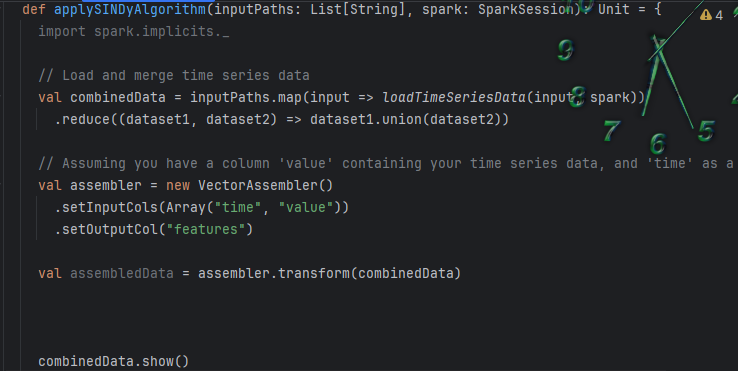 def applySINDyAlgorithm(inputPaths: List[String], spark: SparkSession): Unit = {
4
import spark.implicits._
// Load and merge time series data
val combinedData = inputPaths.map(input => loadTimeSeriesData(input, spark))
.reduce((dataset1, dataset2) => dataset1.union(dataset2))
// Assuming you have a column 'value' containing your time series data, and 'time' as a
val assembler = new VectorAssembler()
.setInputCols(Array("time", "value"))
.setOutputCol("features")
val assembledData = assembler.transform(combinedData)
combinedData.show()
9
8
7
6
5